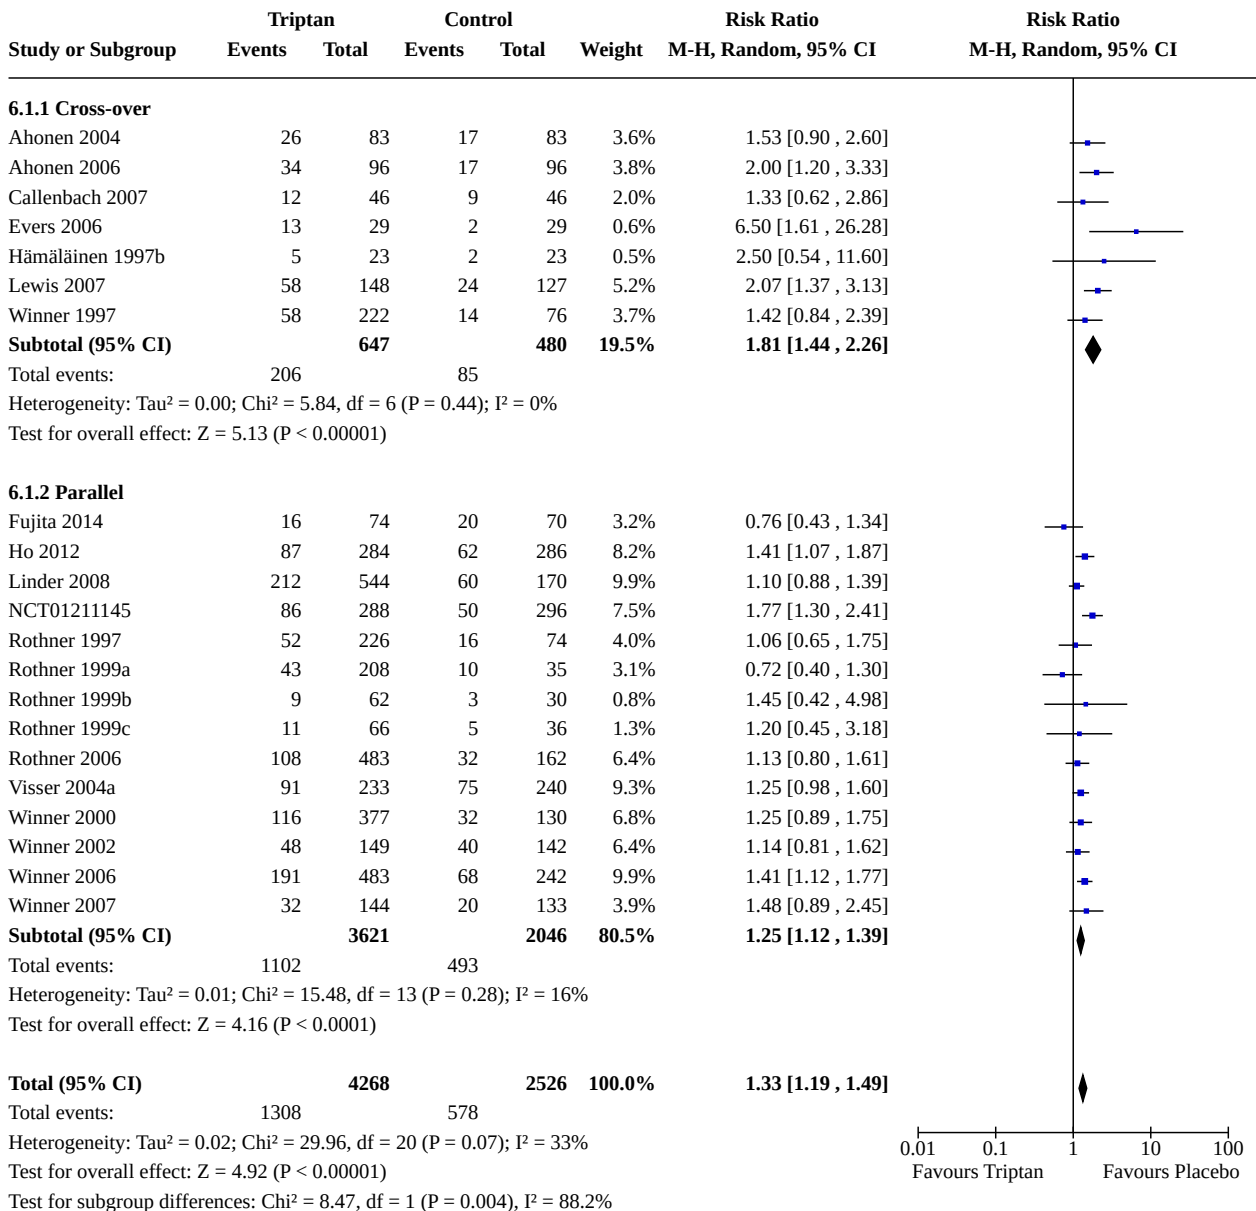 Triptan Control Risk Ratio Risk Ratio
Study or Subgroup Events Total Events Total Weight M-H, Random, 95% CI M-H, Random, 95% CI
6.1.1 Cross-over
Ahonen 2004 26 83 17 83 3.6% 1.53 [0.90 , 2.60]
Ahonen 2006 34 96 17 96 3.8% 2.00 [1.20 , 3.33]
Callenbach 2007 12 46 9 46 2.0% 1.33 [0.62 , 2.86]
Evers 2006 13 29 2 29 0.6% 6.50 [1.61 , 26.28]
Hämäläinen 1997b 5 23 2 23 0.5% 2.50 [0.54 , 11.60]
Lewis 2007 58 148 24 127 5.2% 2.07 [1.37 , 3.13]
Winner 1997 58 222 14 76 3.7% 1.42 [0.84 , 2.39]
Subtotal (95% CI) 647 480 19.5% 1.81 [1.44 , 2.26]
Total events: 206 85
Heterogeneity: Tau² = 0.00; Chi² = 5.84, df = 6 (P = 0.44); I² = 0%
Test for overall effect: Z = 5.13 (P < 0.00001)
6.1.2 Parallel
Fujita 2014 16 74 20 70 3.2% 0.76 [0.43 , 1.34]
Ho 2012 87 284 62 286 8.2% 1.41 [1.07 , 1.87]
Linder 2008 212 544 60 170 9.9% 1.10 [0.88 , 1.39]
NCT01211145 86 288 50 296 7.5% 1.77 [1.30 , 2.41]
Rothner 1997 52 226 16 74 4.0% 1.06 [0.65 , 1.75]
Rothner 1999a 43 208 10 35 3.1% 0.72 [0.40 , 1.30]
Rothner 1999b 9 62 3 30 0.8% 1.45 [0.42 , 4.98]
Rothner 1999c 11 66 5 36 1.3% 1.20 [0.45 , 3.18]
Rothner 2006 108 483 32 162 6.4% 1.13 [0.80 , 1.61]
Visser 2004a 91 233 75 240 9.3% 1.25 [0.98 , 1.60]
Winner 2000 116 377 32 130 6.8% 1.25 [0.89 , 1.75]
Winner 2002 48 149 40 142 6.4% 1.14 [0.81 , 1.62]
Winner 2006 191 483 68 242 9.9% 1.41 [1.12 , 1.77]
Winner 2007 32 144 20 133 3.9% 1.48 [0.89 , 2.45]
Subtotal (95% CI) 3621 2046 80.5% 1.25 [1.12 , 1.39]
Total events: 1102 493
Heterogeneity: Tau² = 0.01; Chi² = 15.48, df = 13 (P = 0.28); I² = 16%
Test for overall effect: Z = 4.16 (P < 0.0001)
Total (95% CI) 4268 2526 100.0% 1.33 [1.19 , 1.49]
Total events: 1308 578
Heterogeneity: Tau² = 0.02; Chi² = 29.96, df = 20 (P = 0.07); I² = 33%
0.01 0.1 1 10 100
Test for overall effect: Z = 4.92 (P < 0.00001) Favours Triptan Favours Placebo
Test for subgroup differences: Chi² = 8.47, df = 1 (P = 0.004), I² = 88.2%